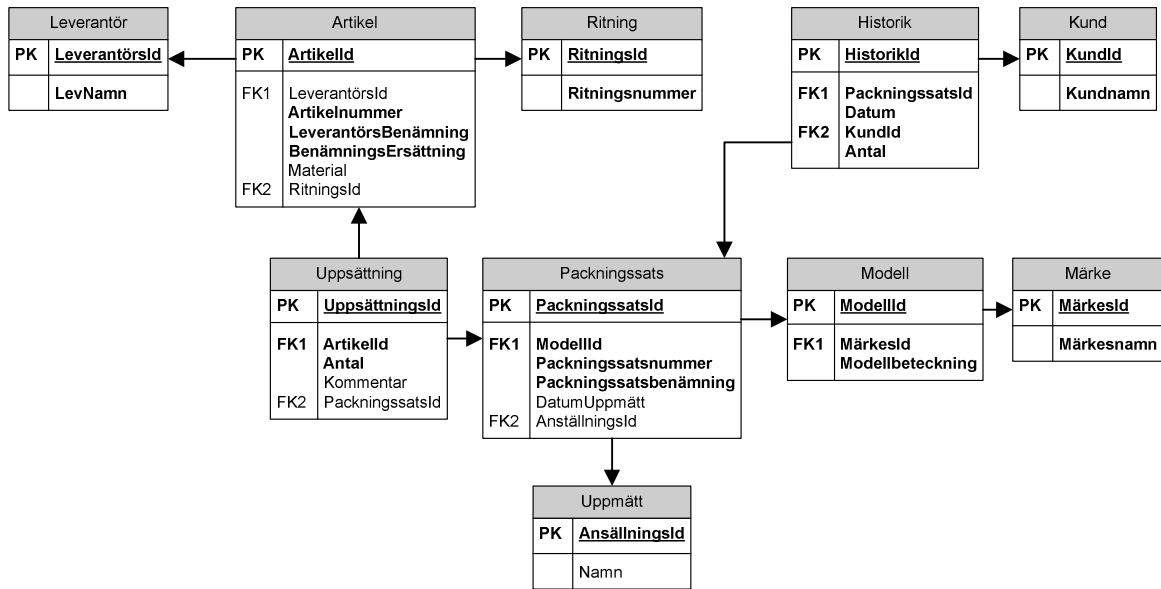 Leverantör
PK LeverantörsId
LevNamn
Artikel
PK ArtikelId
FK1 LeverantörsId
Artikelnummer
LeverantörsBenämning
BenämningsErsättning
Material
FK2 RitningsId
Ritning
PK RitningsId
Ritningsnummer
Historik
PK HistorikId
FK1 PackningssatsId
Datum
FK2 KundId
Antal
Kund
PK KundId
Kundnamn
Uppsättning
PK UppsättningsId
FK1 ArtikelId
Antal
Kommentar
FK2 PackningssatsId
Packningssats
PK PackningssatsId
FK1 ModellId
Packningssatsnummer
Packningssatsbenämning
DatumUppmätt
FK2 AnställningsId
Modell
PK ModellId
FK1 MärkesId
Modellbeteckning
Märke
PK MärkesId
Märkesnamn
Uppmätt
PK AnsällningsId
Namn